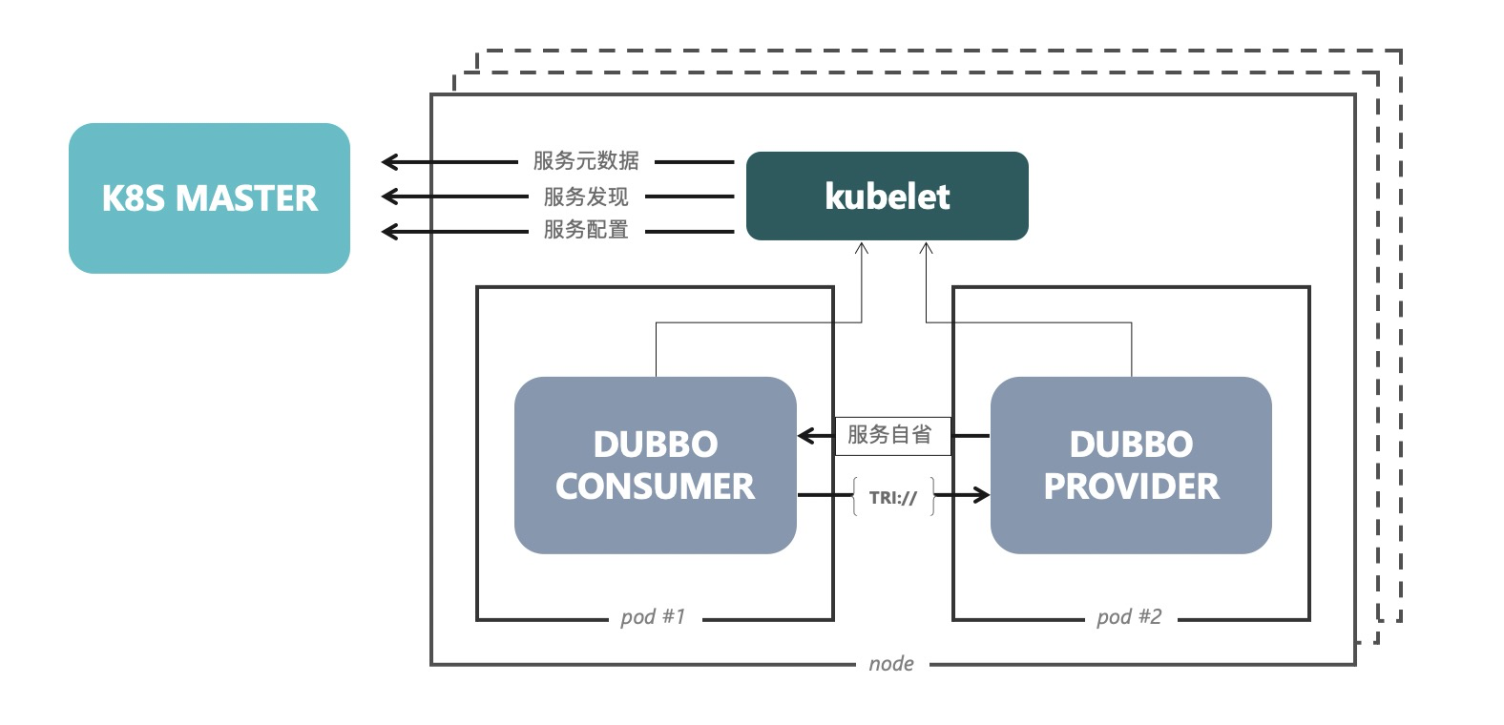 K8S MASTER
服务元数据
服务发现
服务配置
kubelet
DUBBO
CONSUMER
服务自省
TRI://
DUBBO
PROVIDER
pod #1
pod #2
node